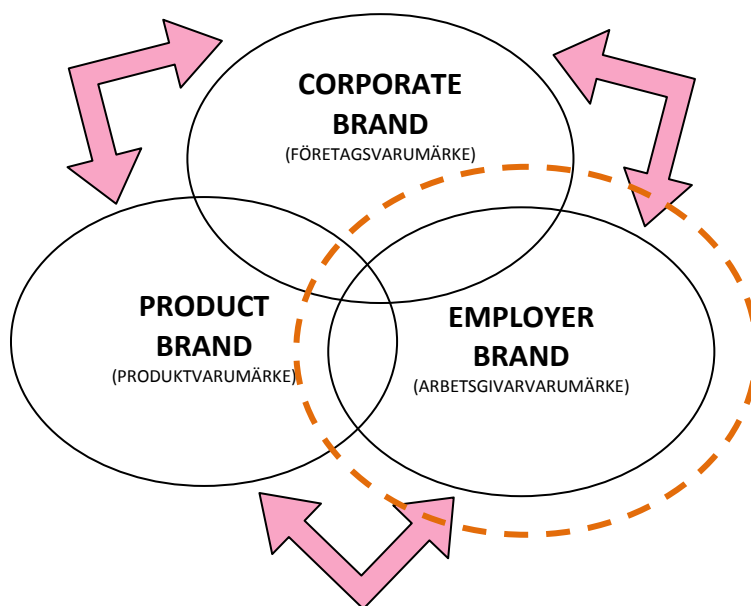 CORPORATE
BRAND
(FÖRETAGSVARUMÄRKE)
PRODUCT
BRAND
(PRODUKTVARUMÄRKE)
EMPLOYER
BRAND
(ARBETSGIVARVARUMÄRKE)